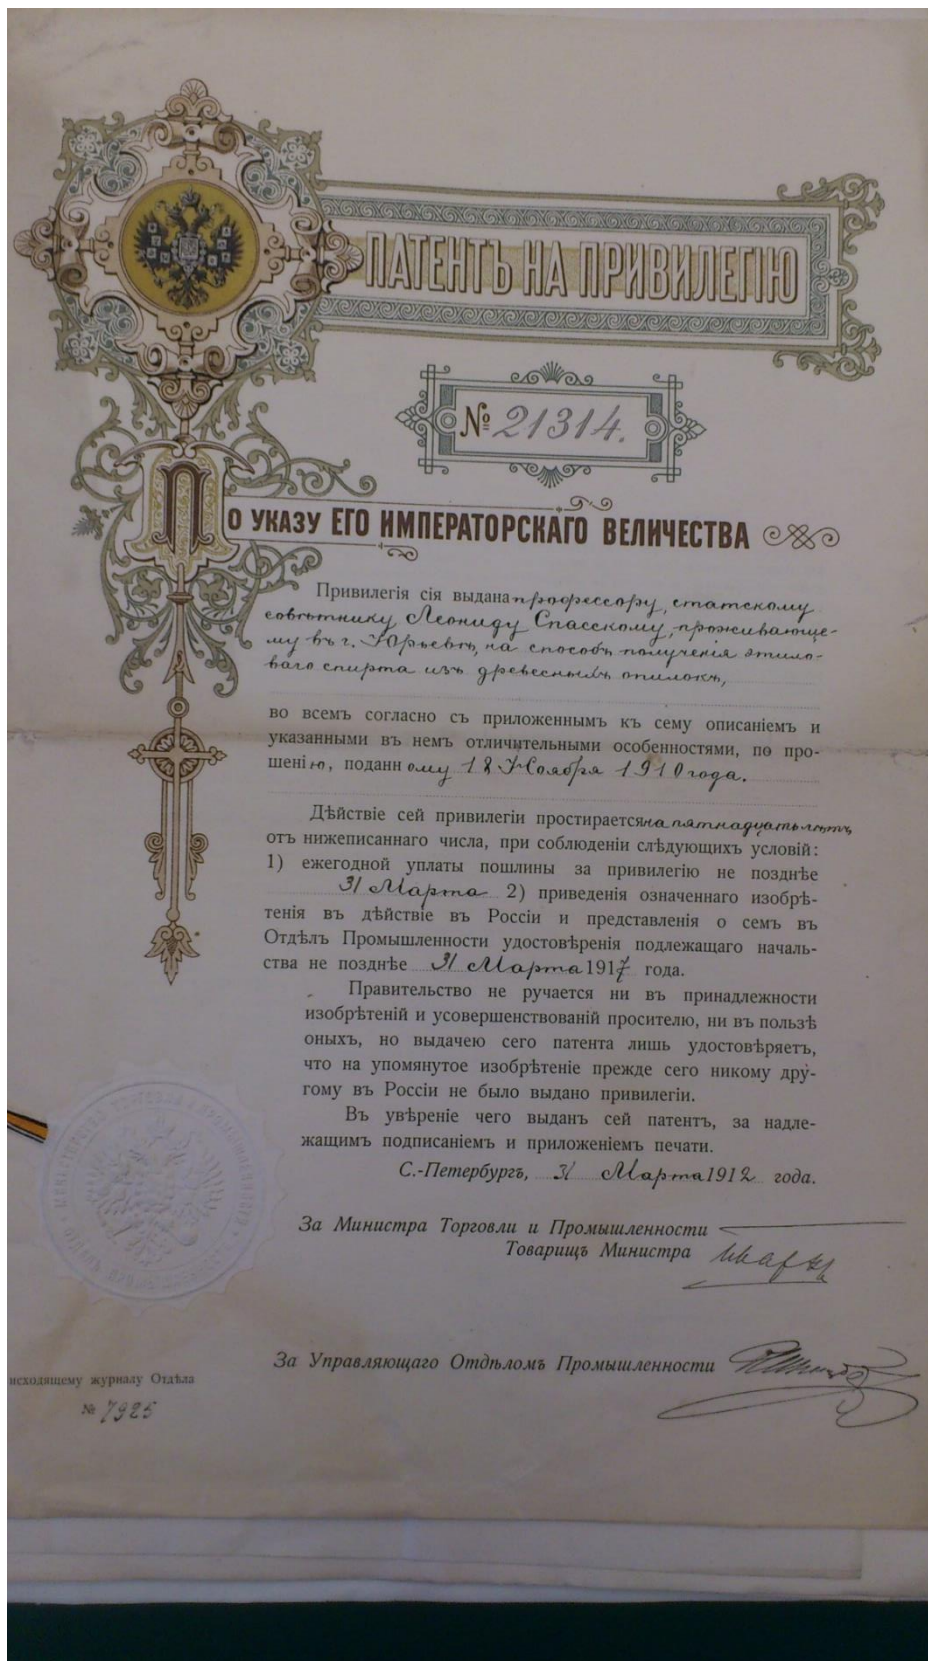 ПАТЕНТЪ НА ПРИВИЛЕГІЮ
№ 21314.
ПО УКАЗУ ЕГО ИМПЕРАТОРСКАГО ВЕЛИЧЕСТВА
Привилегія сія выдана профессору, статскому
совѣтнику Леониду Спасскому, проживающе-
му въ г. Юрьевѣ, на способъ полученія этило-
ваго спирта изъ древесныхъ опилокъ,
во всемъ согласно съ приложеннымъ къ сему описаніемъ и
указанными въ немъ отличительными особенностями, по про-
шенію, поданному 18 Ноября 1910 года.
Дѣйствіе сей привилегіи простирается на пятнадцать лѣтъ
отъ нижеписаннаго числа, при соблюденіи слѣдующихъ условій:
1) ежегодной уплаты пошлины за привилегію не позднѣе
31 Марта 2) приведенія означеннаго изобрѣ-
тенія въ дѣйствіе въ Россіи и представленія о семъ въ
Отдѣлъ Промышленности удостовѣренія подлежащаго началь-
ства не позднѣе 31 Марта 1917 года.
Правительство не ручается ни въ принадлежности
изобрѣтеній и усовершенствованій просителю, ни въ пользѣ
оныхъ, но выдачею сего патента лишь удостовѣряетъ,
что на упомянутое изобрѣтеніе прежде сего никому дру-
гому въ Россіи не было выдано привилегіи.
Въ увѣреніе чего выданъ сей патентъ, за надле-
жащимъ подписаніемъ и приложеніемъ печати.
С.-Петербургъ, 31 Марта 1912 года.
За Министра Торговли и Промышленности
Товарищъ Министра
За Управляющаго Отдѣломъ Промышленности
исходящему журналу Отдѣла
№ 7925